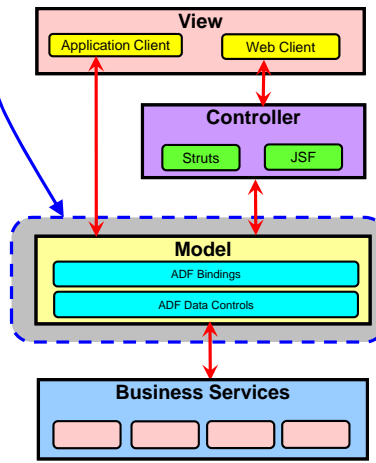 View
Application Client
Web Client
Controller
Struts
JSF
Model
ADF Bindings
ADF Data Controls
Business Services